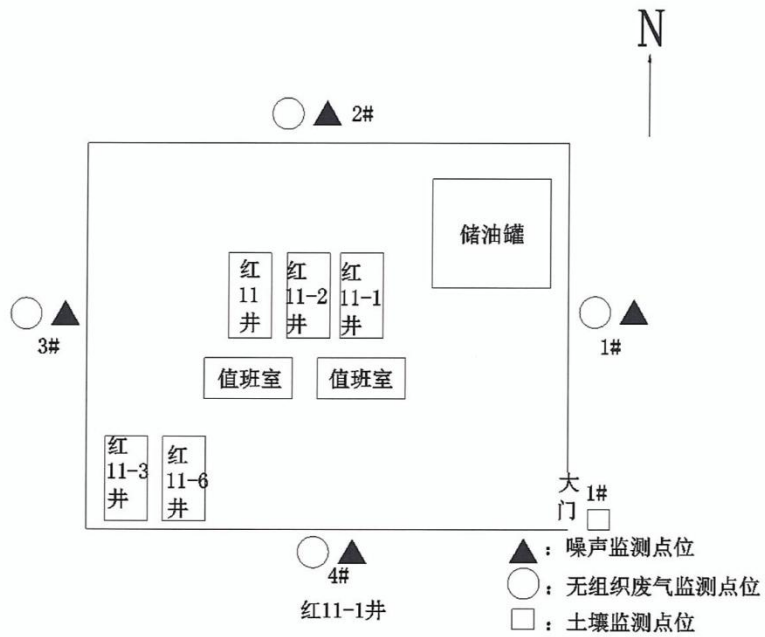 N
2#
储油罐
红
11
井
红
11-2
井
红
11-1
井
3#
1#
值班室
值班室
红
11-3
井
红
11-6
井
大
门
1#
4#
红11-1井
▲：噪声监测点位
○：无组织废气监测点位
□：土壤监测点位